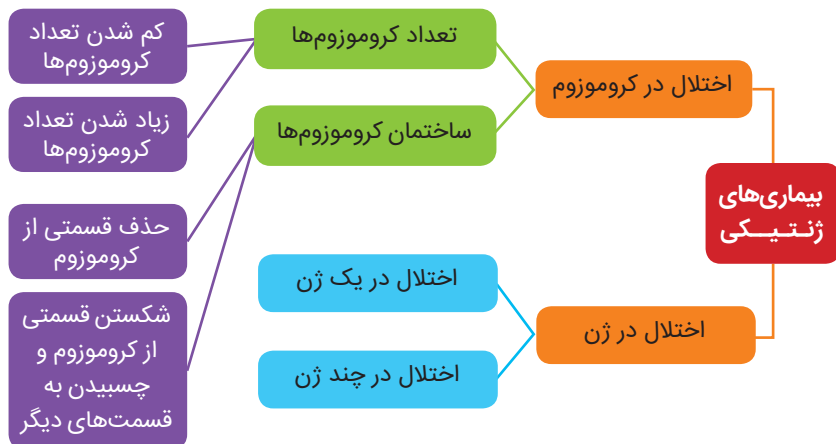 بیماری‌های
ژنـتـیـــکی
اختلال در کروموزوم
تعداد کروموزوم‌ها
کم شدن تعداد
کروموزوم‌ها
زیاد شدن تعداد
کروموزوم‌ها
ساختمان کروموزوم‌ها
حذف قسمتی از
کروموزوم
شکستن قسمتی
از کروموزوم و
چسبیدن به
قسمت‌های دیگر
اختلال در ژن
اختلال در یک ژن
اختلال در چند ژن